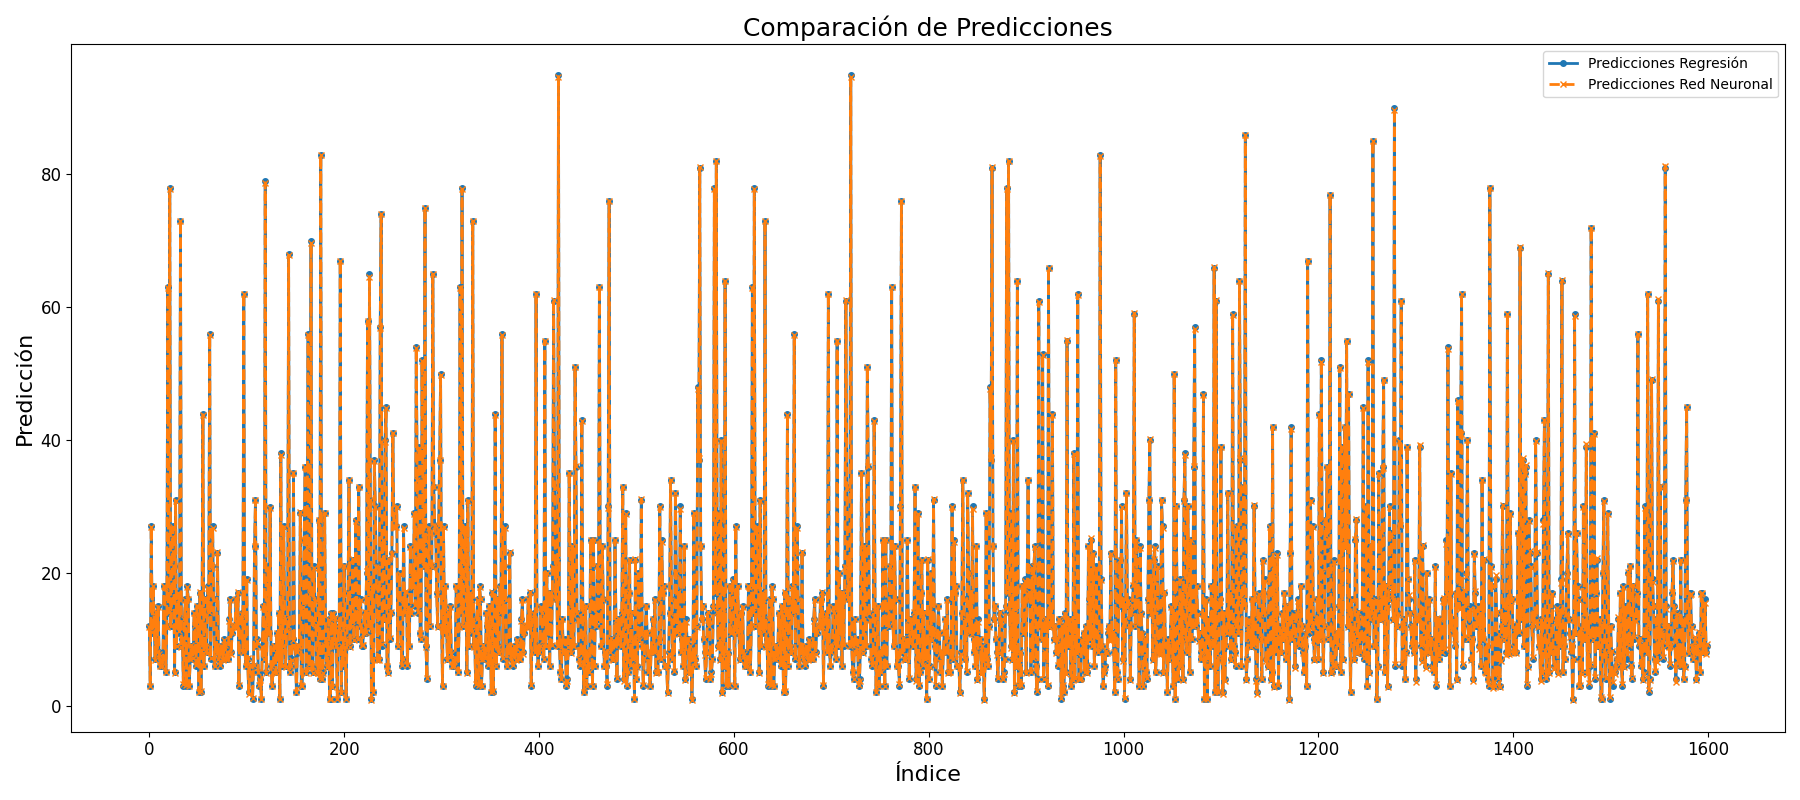 Comparación de Predicciones
Predicciones Regresión
Predicciones Red Neuronal
Predicción
80
60
40
20
0
0 200 400 600 800 1000 1200 1400 1600
Índice